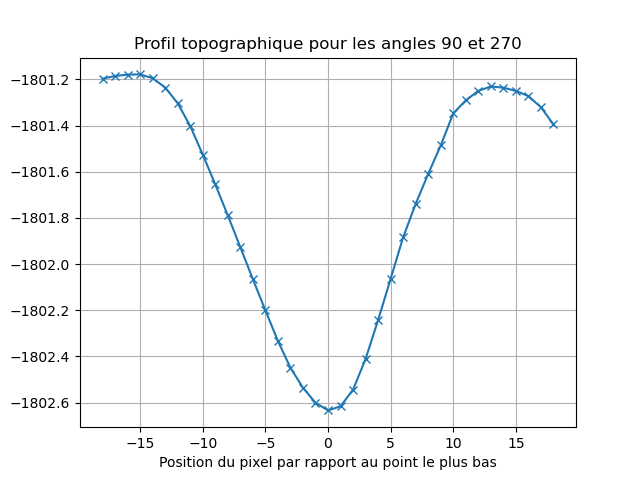 Profil topographique pour les angles 90 et 270
−1801.2
−1801.4
−1801.6
−1801.8
−1802.0
−1802.2
−1802.4
−1802.6
−15 −10 −5 0 5 10 15
Position du pixel par rapport au point le plus bas